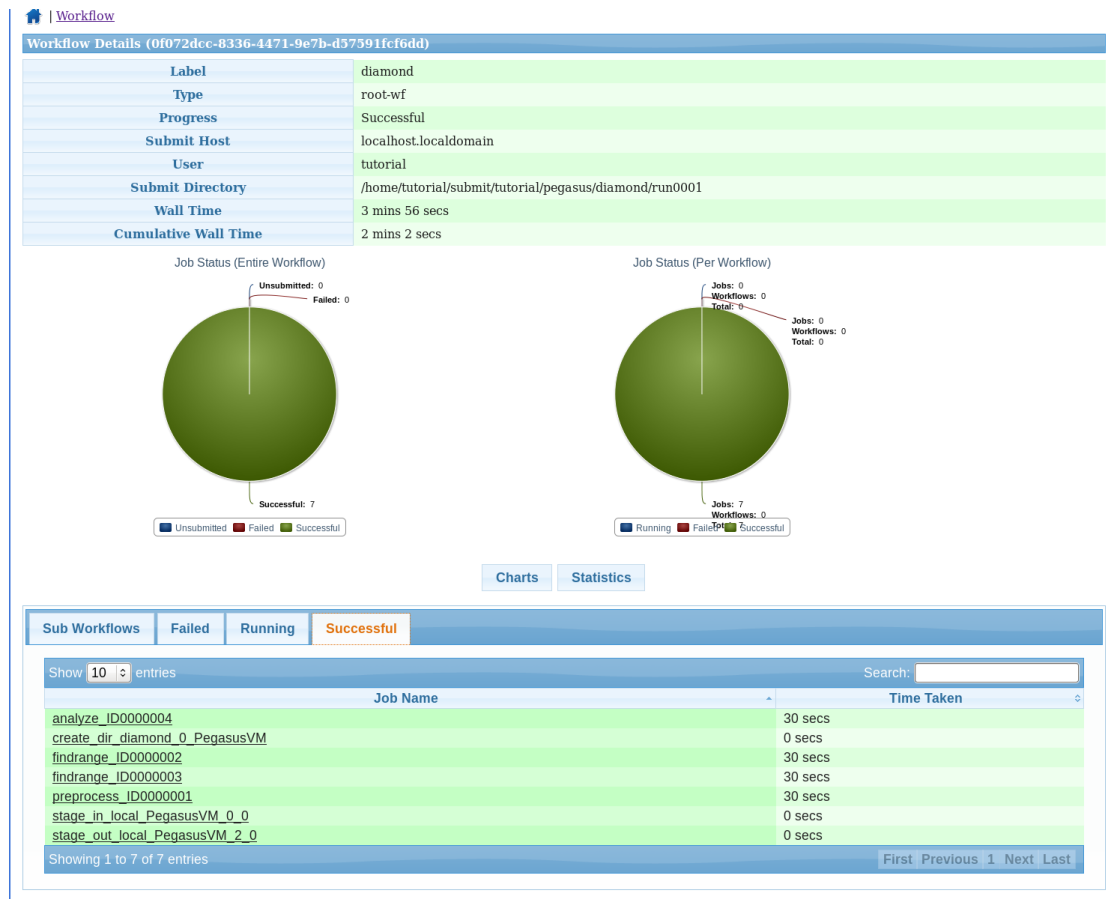 | Workflow
Workflow Details (0f072dcc-8336-4471-9e7b-d57591fcf6dd)
Label diamond
Type root-wf
Progress Successful
Submit Host localhost.localdomain
User tutorial
Submit Directory /home/tutorial/submit/tutorial/pegasus/diamond/run0001
Wall Time 3 mins 56 secs
Cumulative Wall Time 2 mins 2 secs
Job Status (Entire Workflow)
Unsubmitted: 0
Failed: 0
Successful: 7
Unsubmitted Failed Successful
Job Status (Per Workflow)
Jobs: 0
Workflows: 0
Total: 0
Jobs: 0
Workflows: 0
Total: 0
Jobs: 7
Workflows: 0
Total: 7
Running Failed Successful
Charts Statistics
Sub Workflows Failed Running Successful
Show 10 entries Search:
Job Name Time Taken
analyze_ID0000004 30 secs
create_dir_diamond_0_PegasusVM 0 secs
findrange_ID0000002 30 secs
findrange_ID0000003 30 secs
preprocess_ID0000001 30 secs
stage_in_local_PegasusVM_0_0 0 secs
stage_out_local_PegasusVM_2_0 0 secs
Showing 1 to 7 of 7 entries First Previous 1 Next Last